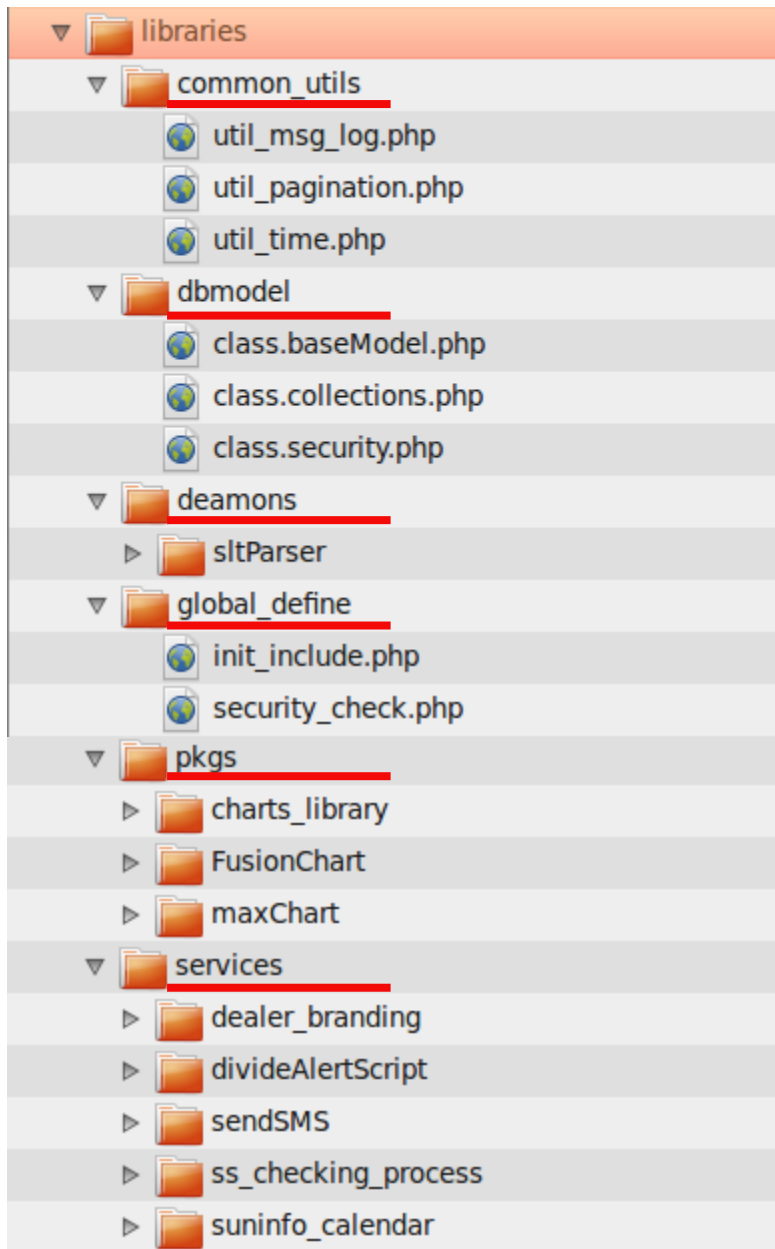 libraries
common_utils
util_msg_log.php
util_pagination.php
util_time.php
dbmodel
class.baseModel.php
class.collections.php
class.security.php
deamons
sltParser
global_define
init_include.php
security_check.php
pkgs
charts_library
FusionChart
maxChart
services
dealer_branding
divideAlertScript
sendSMS
ss_checking_process
suninfo_calendar